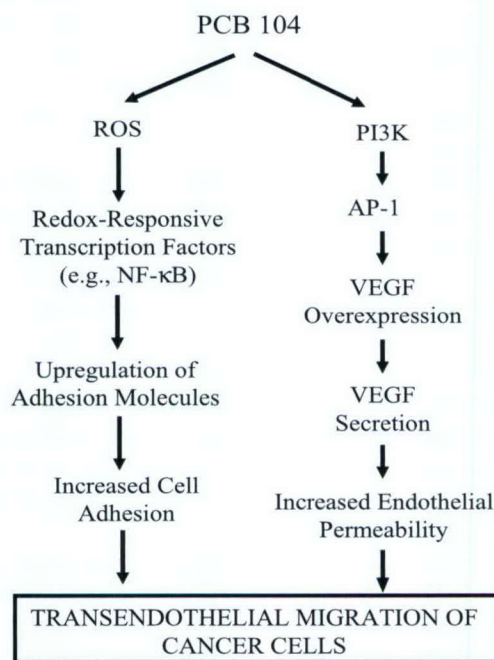 PCB 104
ROS
Redox-Responsive
Transcription Factors
(e.g., NF-κB)
Upregulation of
Adhesion Molecules
Increased Cell
Adhesion
PI3K
AP-1
VEGF
Overexpression
VEGF
Secretion
Increased Endothelial
Permeability
TRANSENDOTHELIAL MIGRATION OF
CANCER CELLS